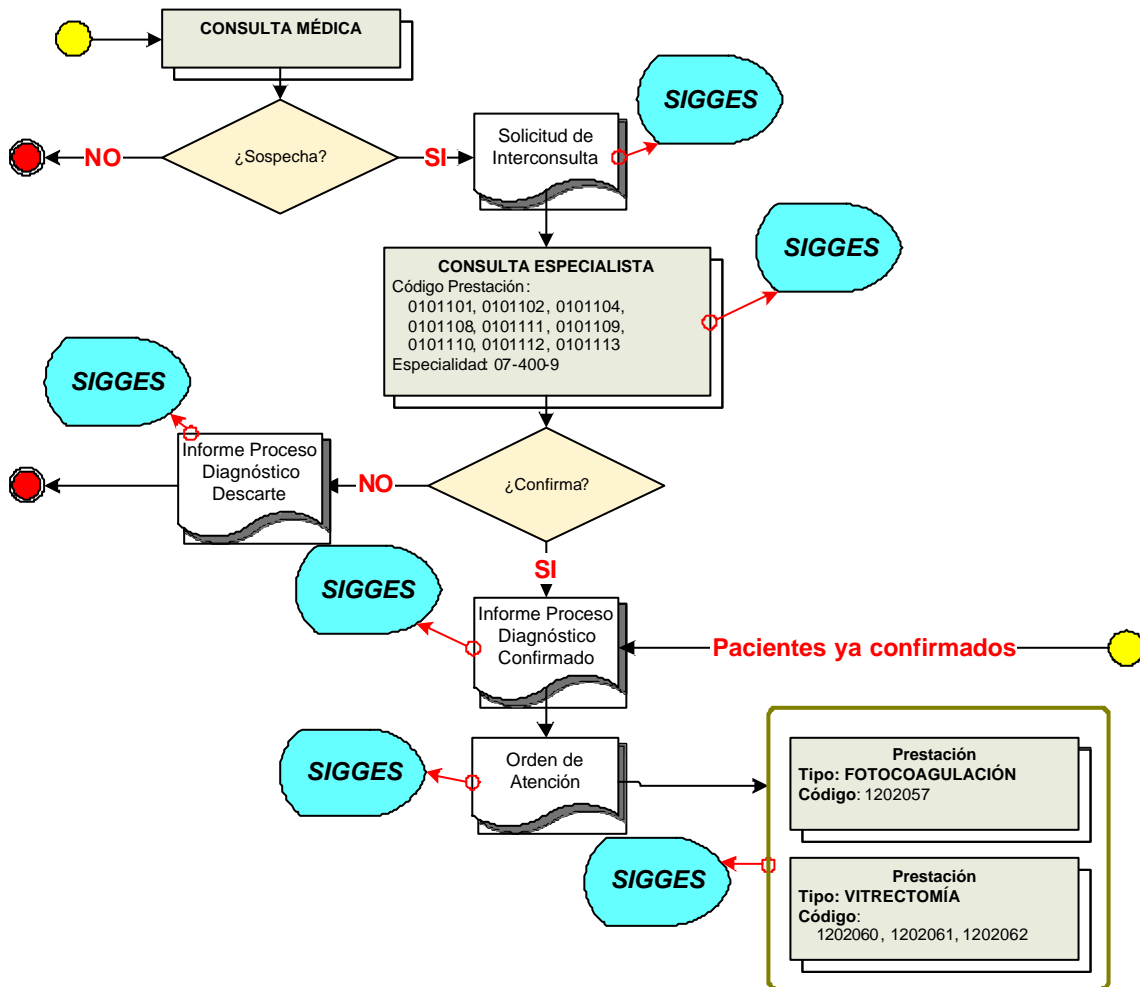 CONSULTA MÉDICA
SIGGES
¿Sospecha?
NO
SI
Solicitud de
Interconsulta
SIGGES
CONSULTA ESPECIALISTA
Código Prestación:
0101101, 0101102, 0101104,
0101108, 0101111, 0101109,
0101110, 0101112, 0101113
Especialidad: 07-400-9
SIGGES
Informe Proceso
Diagnóstico
Descarte
NO
¿Confirma?
SI
SIGGES
Informe Proceso
Diagnóstico
Confirmado
Pacientes ya confirmados
SIGGES
Orden de
Atención
Prestación
Tipo: FOTOCOAGULACIÓN
Código: 1202057
SIGGES
Prestación
Tipo: VITRECTOMÍA
Código:
1202060, 1202061, 1202062